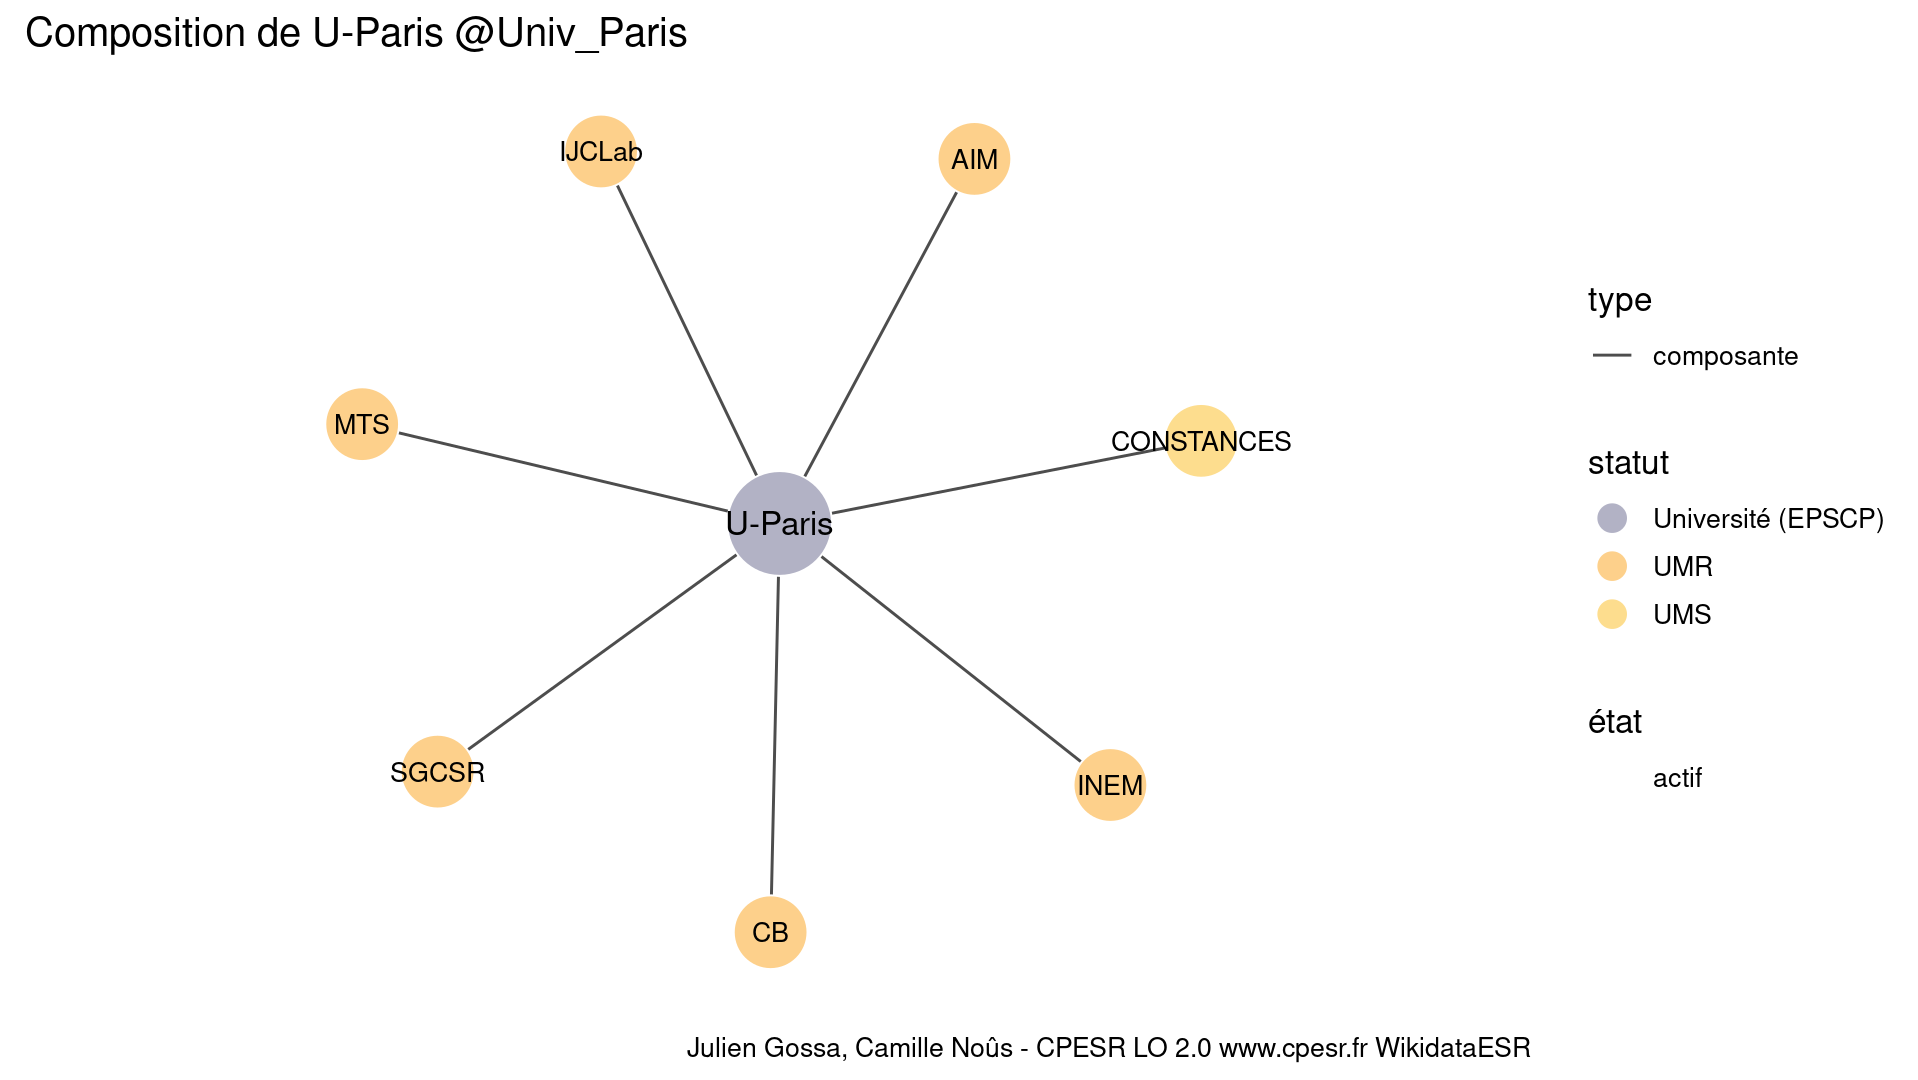 Composition de U-Paris @Univ_Paris
IJCLab
AIM
MTS
CONSTANCES
U-Paris
SGCSR
INEM
CB
type
composante
statut
Université (EPSCP)
UMR
UMS
état
actif
Julien Gossa, Camille Noûs - CPESR LO 2.0 www.cpesr.fr WikidataESR